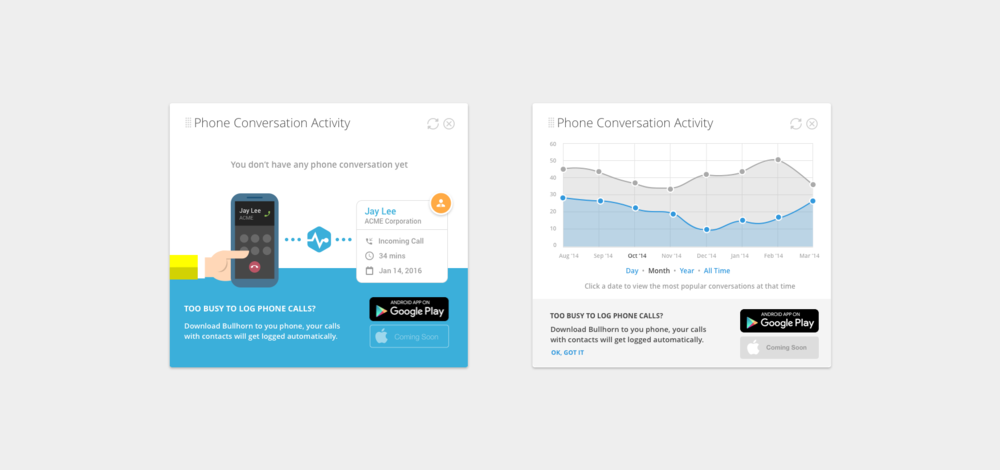 Phone Conversation Activity
You don't have any phone conversation yet
Jay Lee
ACME
Jay Lee
ACME Corporation
Incoming Call
34 mins
Jan 14, 2016
TOO BUSY TO LOG PHONE CALLS?
Download Bullhorn to you phone, your calls
with contacts will get logged automatically.
ANDROID APP ON
Google Play
Coming Soon
Phone Conversation Activity
60
50
40
30
20
10
0
Aug '14 Sep '14 Oct '14 Nov '14 Dec '14 Jan '14 Feb '14 Mar '14
Day • Month • Year • All Time
Click a date to view the most popular conversations at that time
TOO BUSY TO LOG PHONE CALLS?
Download Bullhorn to you phone, your calls
with contacts will get logged automatically.
OK, GOT IT
ANDROID APP ON
Google Play
Coming Soon